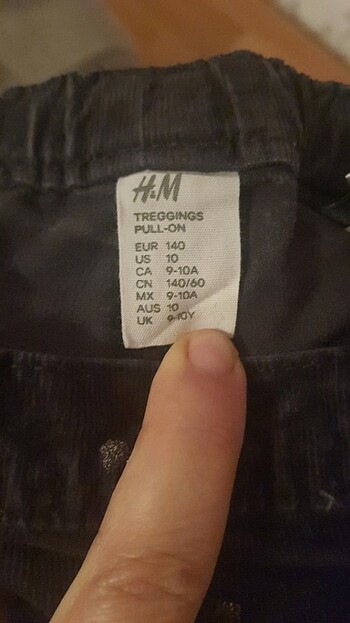 H&M
TREGGINGS
PULL-ON
EUR 140
US 10
CA 9-10A
CN 140/60
MX 9-10A
AUS 10
UK 9-10Y